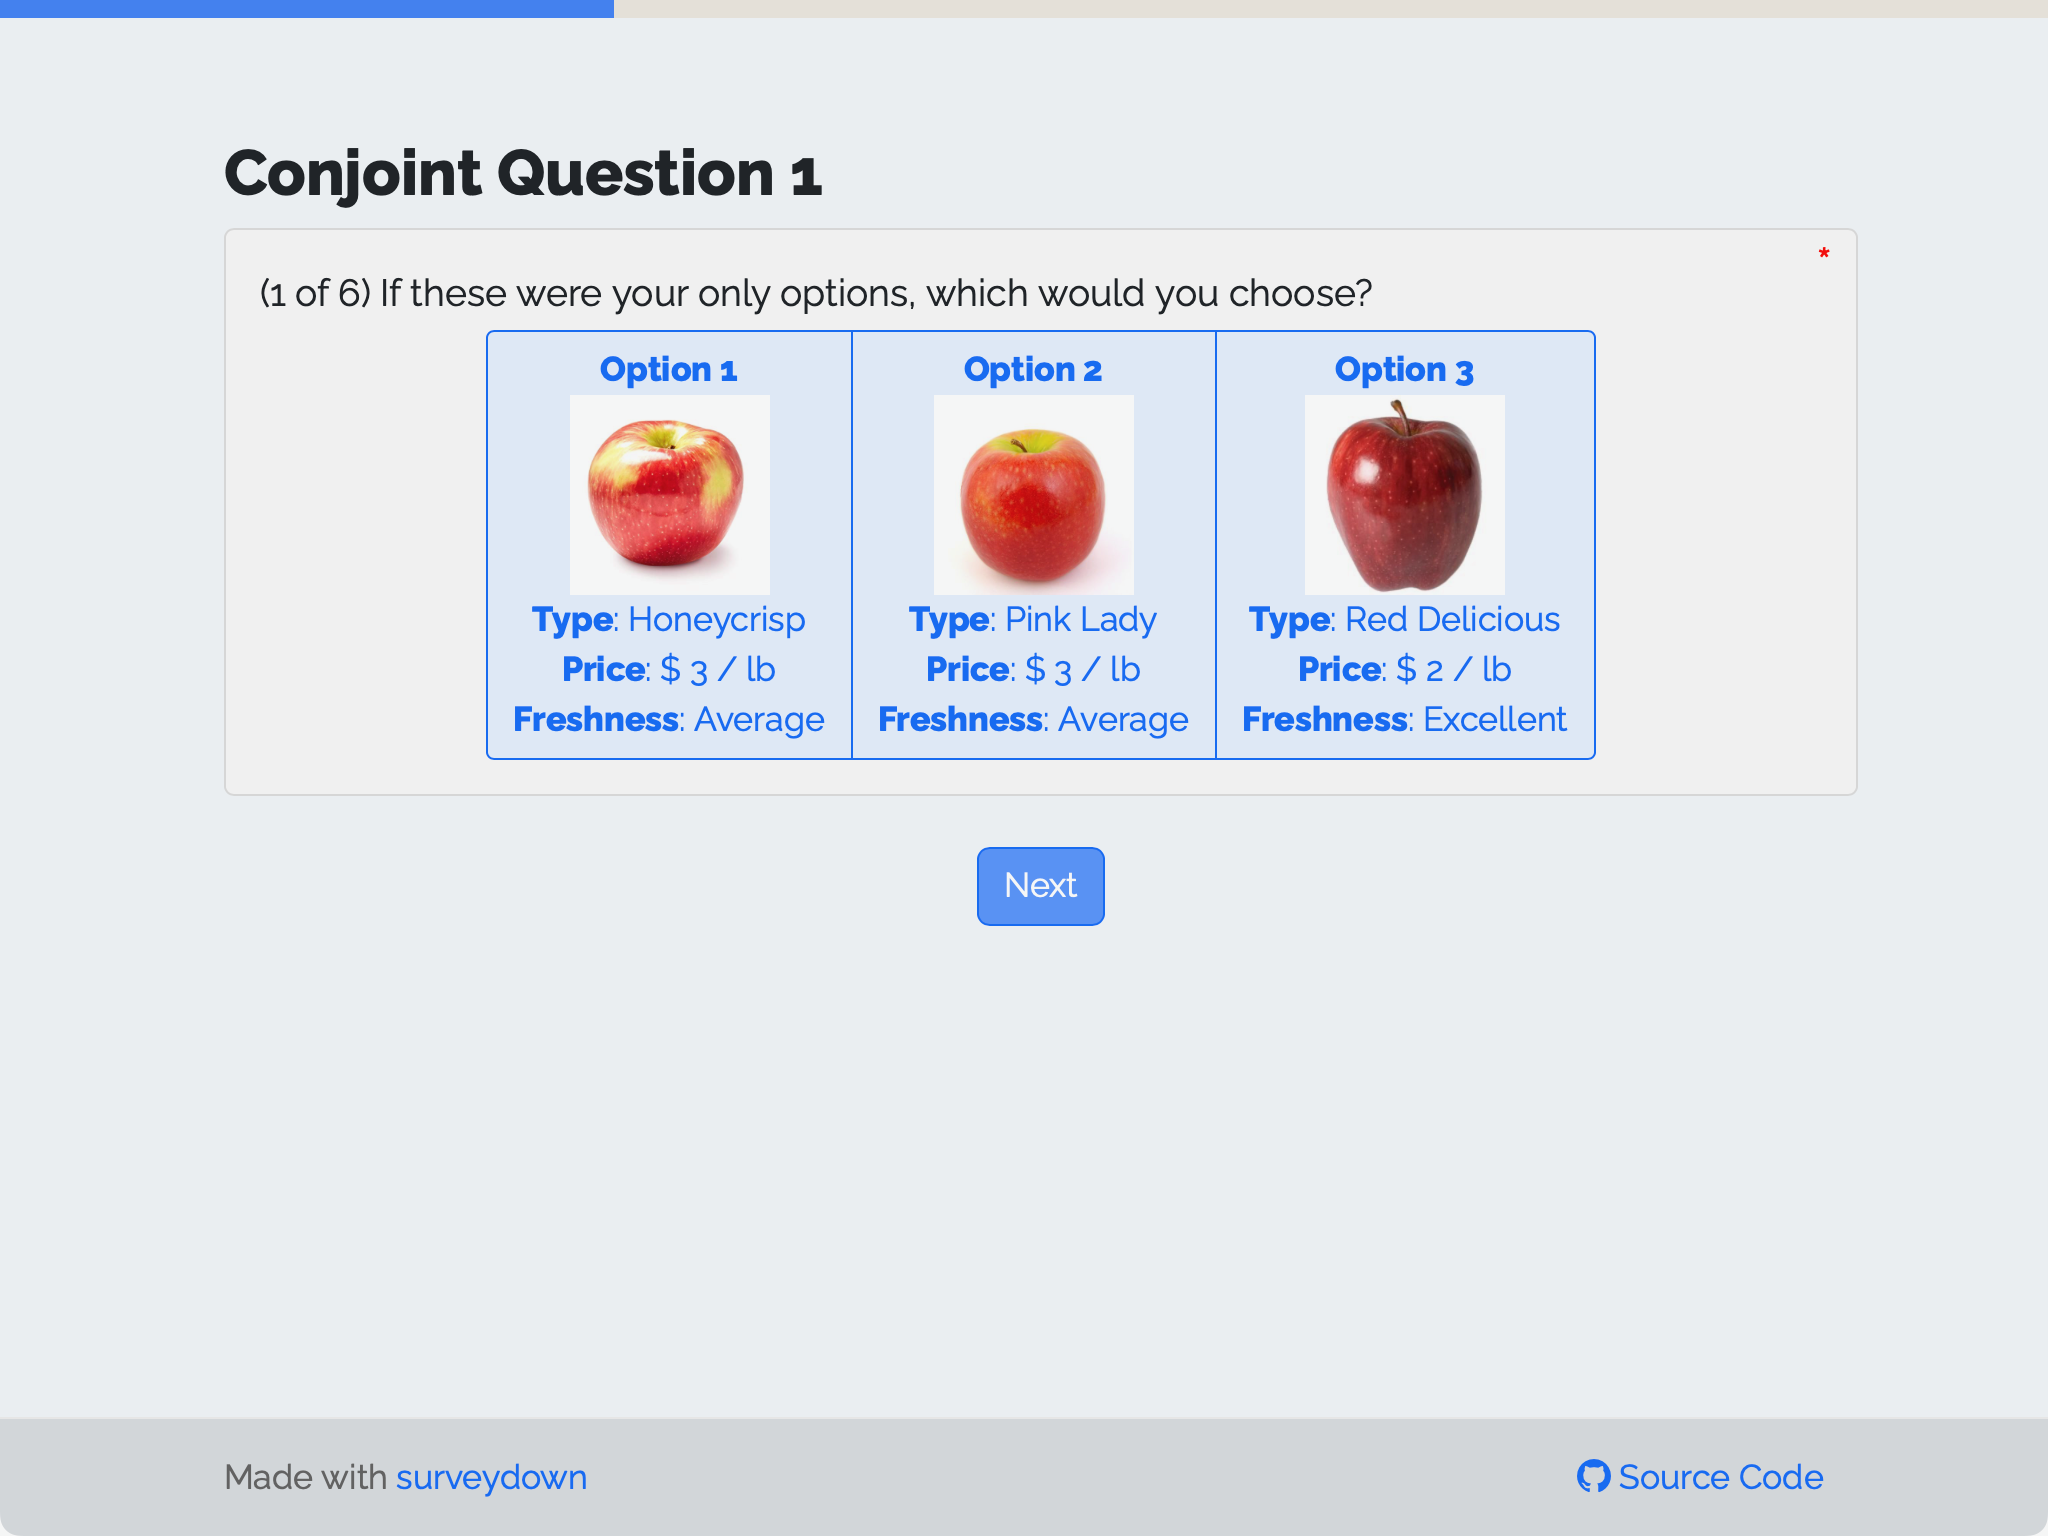 Conjoint Question 1
*
(1 of 6) If these were your only options, which would you choose?
Option 1
Type: Honeycrisp
Price: $ 3 / lb
Freshness: Average
Option 2
Type: Pink Lady
Price: $ 3 / lb
Freshness: Average
Option 3
Type: Red Delicious
Price: $ 2 / lb
Freshness: Excellent
Next
Made with surveydown
Source Code